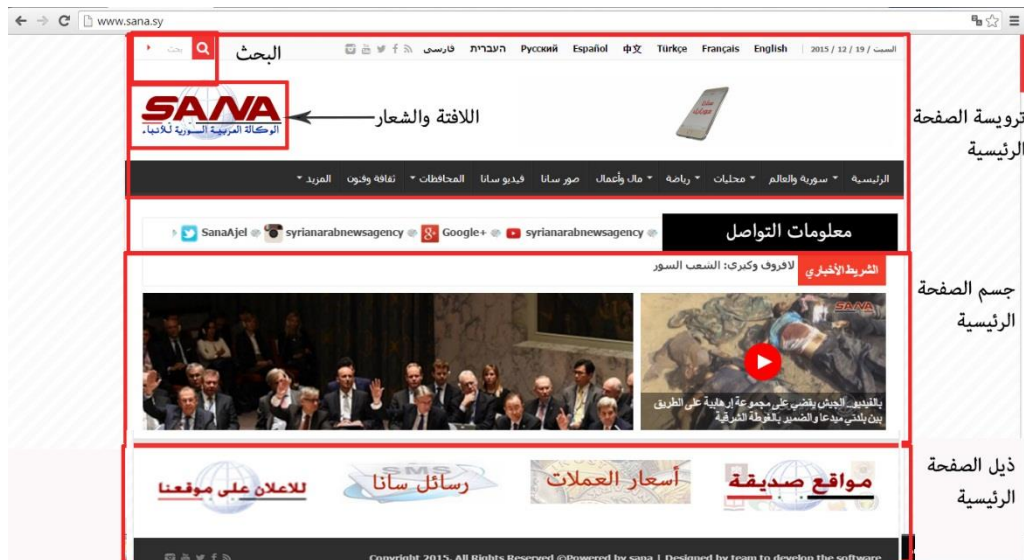 www.sana.sy
السبت / 19 / 12 / 2015 English Français Türkçe 中文 Español Русский העברית فارسی
بحث
البحث
SANA
الوكالة العربية السورية للأنباء
اللافتة والشعار
سانا
موبايل
ترويسة الصفحة
الرئيسية
الرئيسية سورية والعالم محليات رياضة مال وأعمال صور سانا فيديو سانا المحافظات ثقافة وفنون المزيد
معلومات التواصل
SanaAjel syrianarabnewsagency Google+ syrianarabnewsagency
الشريط الأخباري لافروف وكيري: الشعب السور
جسم الصفحة
الرئيسية
SANA
بالفيديو.. الجيش يقضي على مجموعة إرهابية على الطريق
بين بلدتي ميدعا والضمير بالغوطة الشرقية
ذيل الصفحة
الرئيسية
مواقع صديقة
أسعار العملات
SMS
رسائل سانا
للاعلان على موقعنا
Copyright 2015, All Rights Reserved ©Powered by sana | Designed by team to develop the software